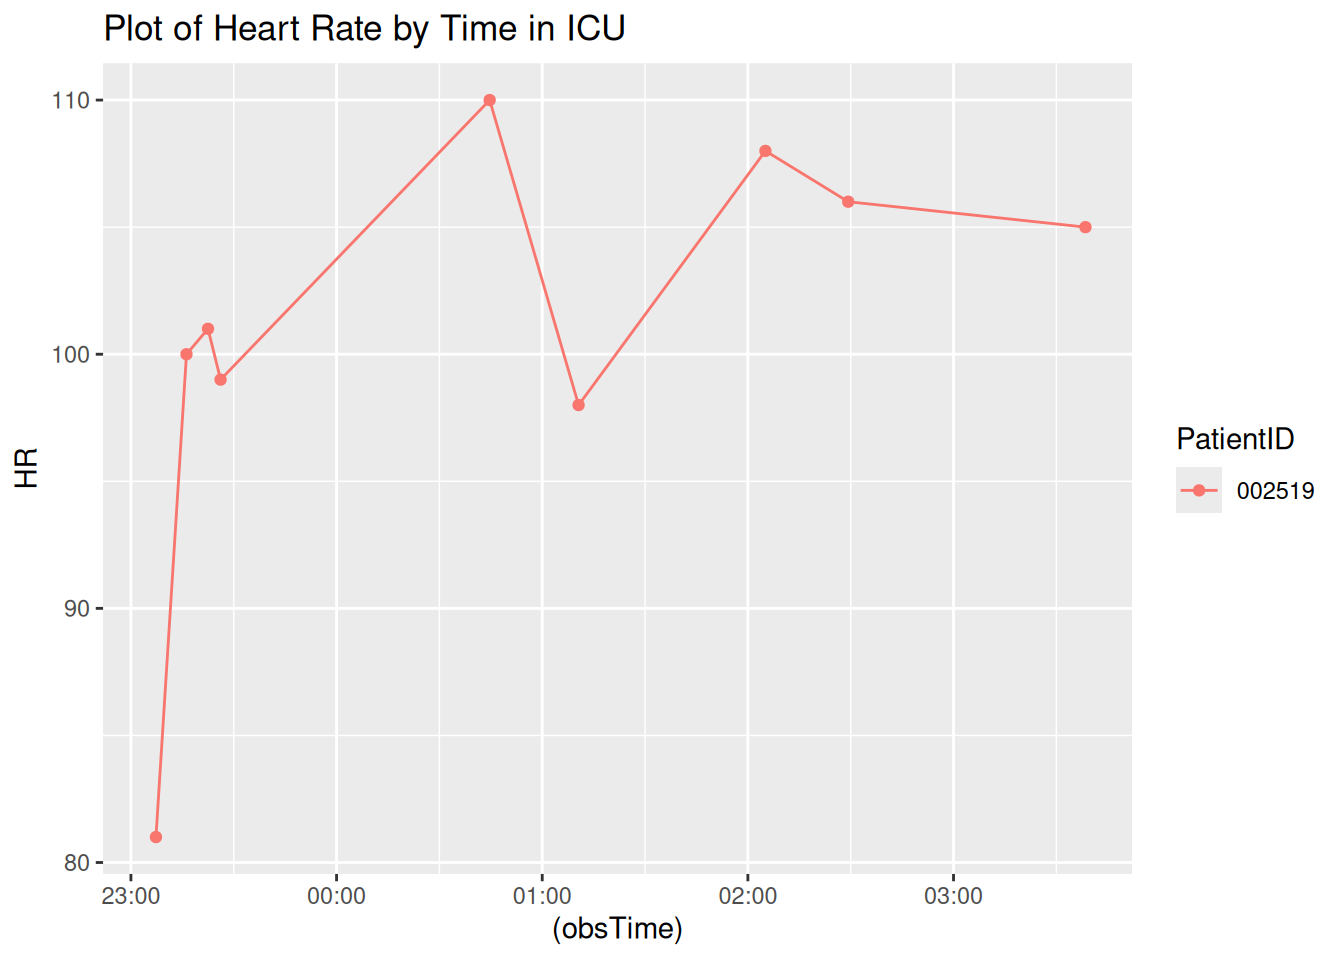 Plot of Heart Rate by Time in ICU
110
100
90
80
HR
23:00 00:00 01:00 02:00 03:00
(obsTime)
PatientID
002519